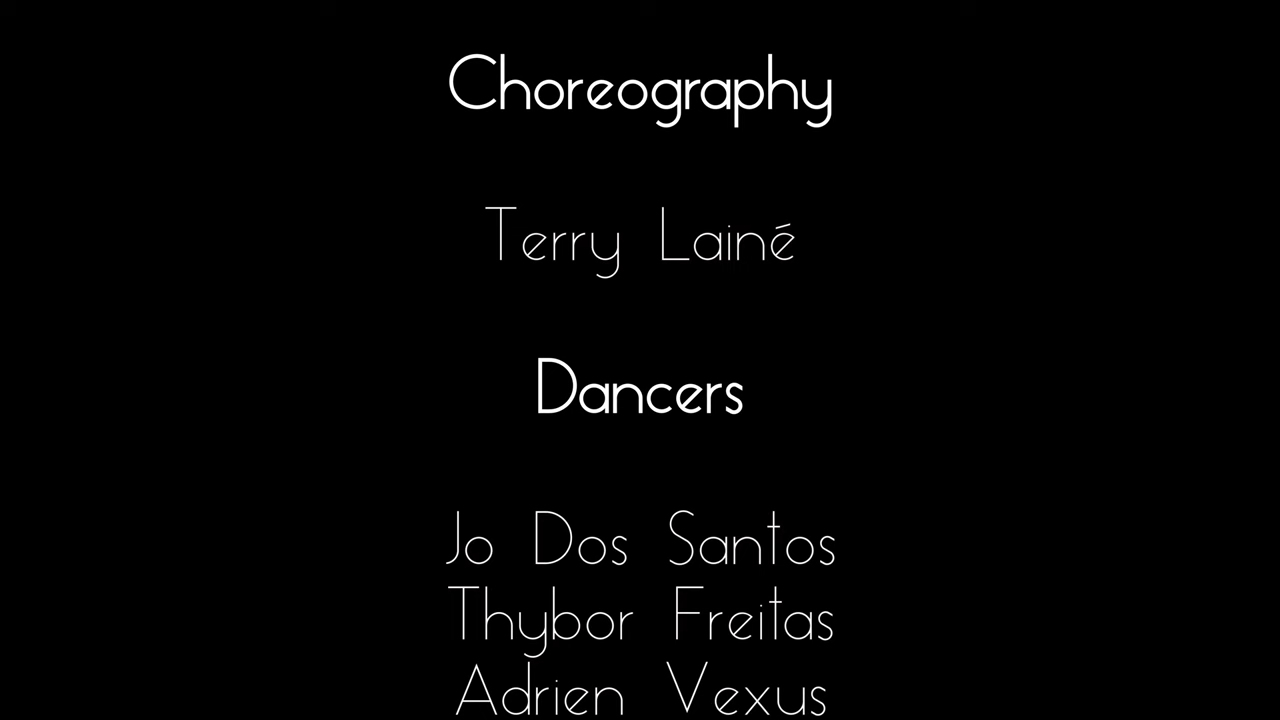 Choreography
Terry Lainé
Dancers
Jo Dos Santos
Thybor Freitas
Adrien Vexus